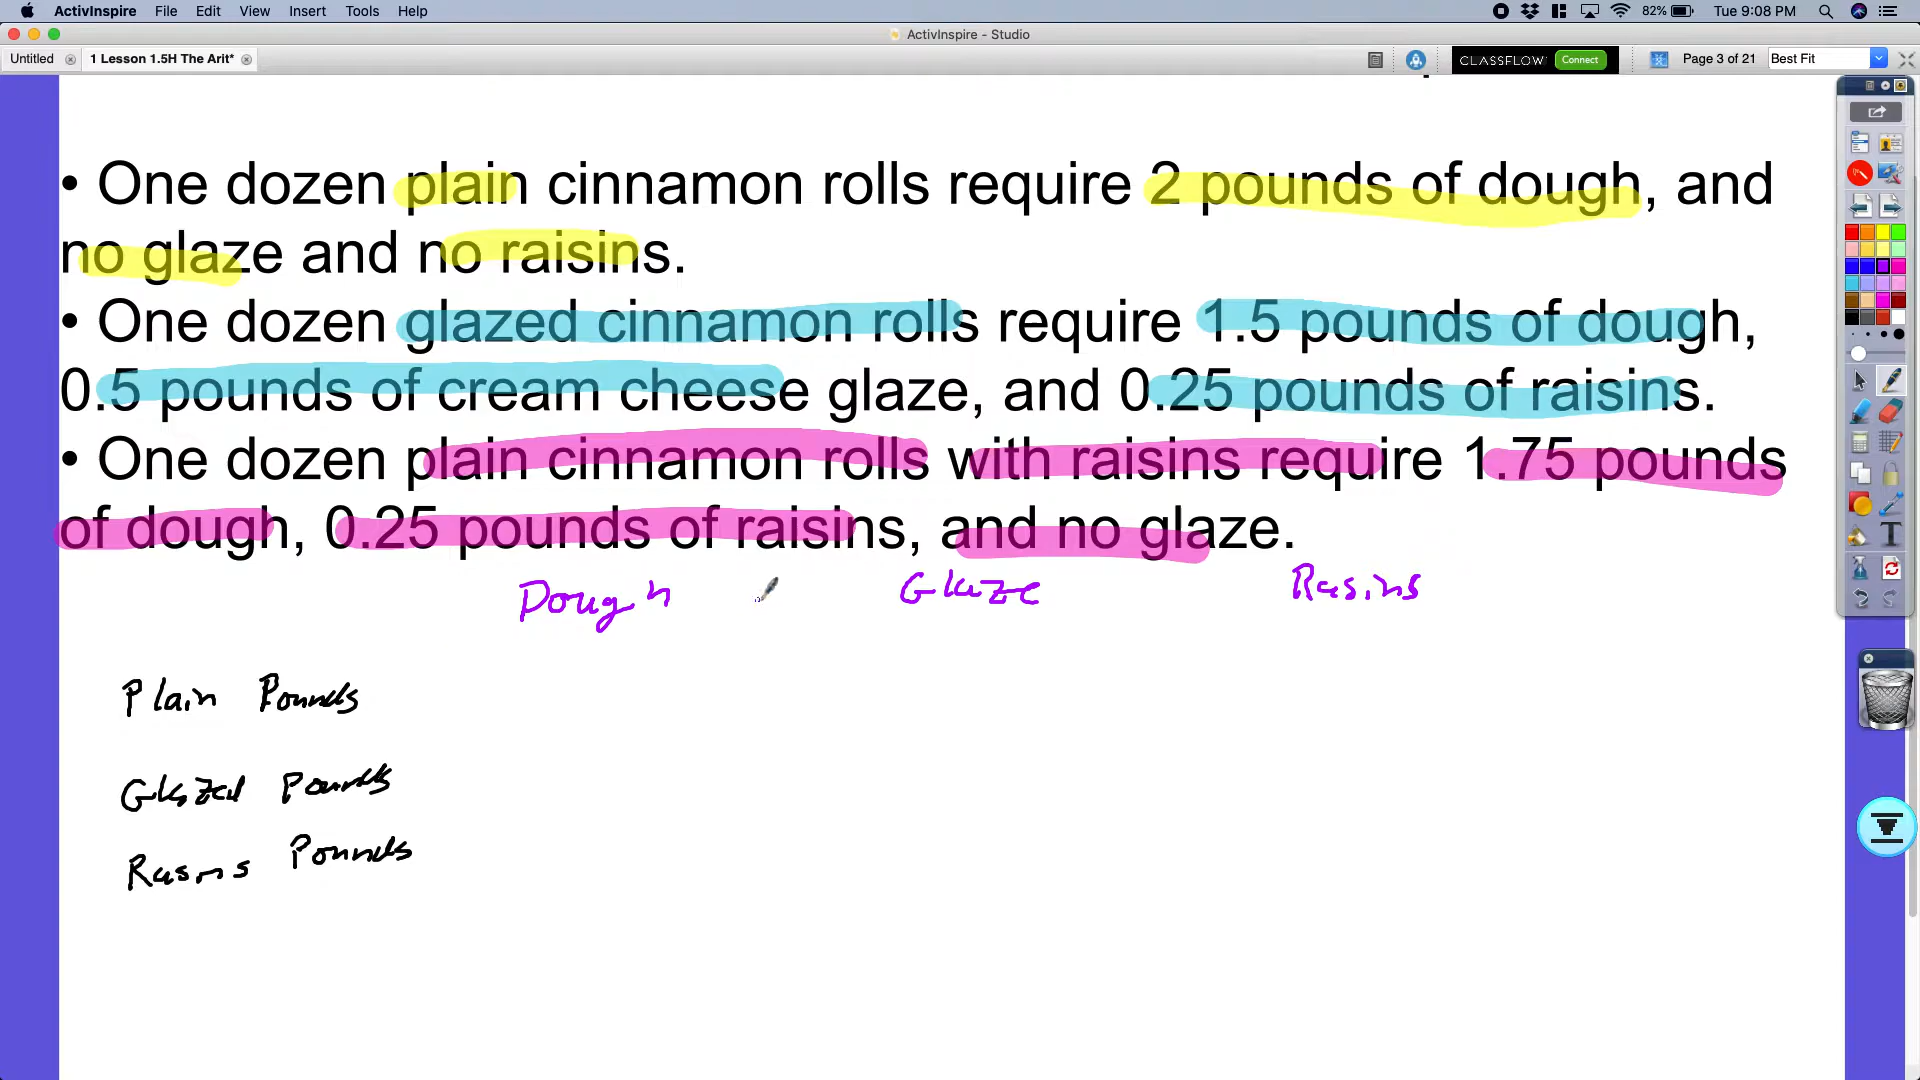 ActivInspire File Edit View Insert Tools Help 82% Tue 9:08 PM
ActivInspire - Studio
Untitled 1 Lesson 1.5H The Arit* CLASSFLOW Connect Page 3 of 21 Best Fit
• One dozen plain cinnamon rolls require 2 pounds of dough, and
no glaze and no raisins.
• One dozen glazed cinnamon rolls require 1.5 pounds of dough,
0.5 pounds of cream cheese glaze, and 0.25 pounds of raisins.
• One dozen plain cinnamon rolls with raisins require 1.75 pounds
of dough, 0.25 pounds of raisins, and no glaze.
Dough Glaze Rasins
Plain Pounds
Glazed Pounds
Rasins Pounds